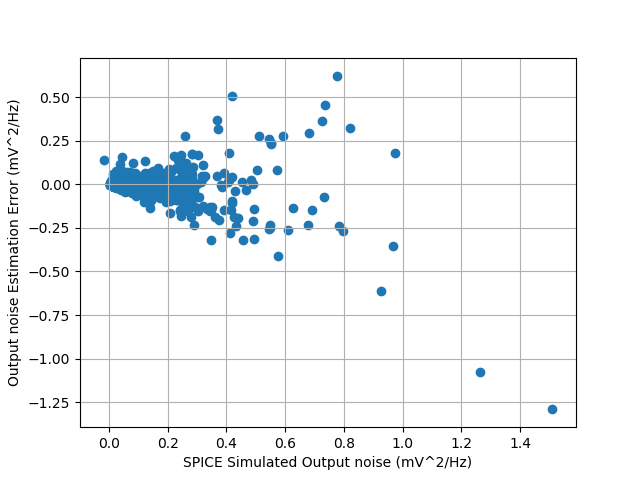 0.50
0.25
0.00
−0.25
−0.50
−0.75
−1.00
−1.25
Output noise Estimation Error (mV^2/Hz)
0.0 0.2 0.4 0.6 0.8 1.0 1.2 1.4
SPICE Simulated Output noise (mV^2/Hz)